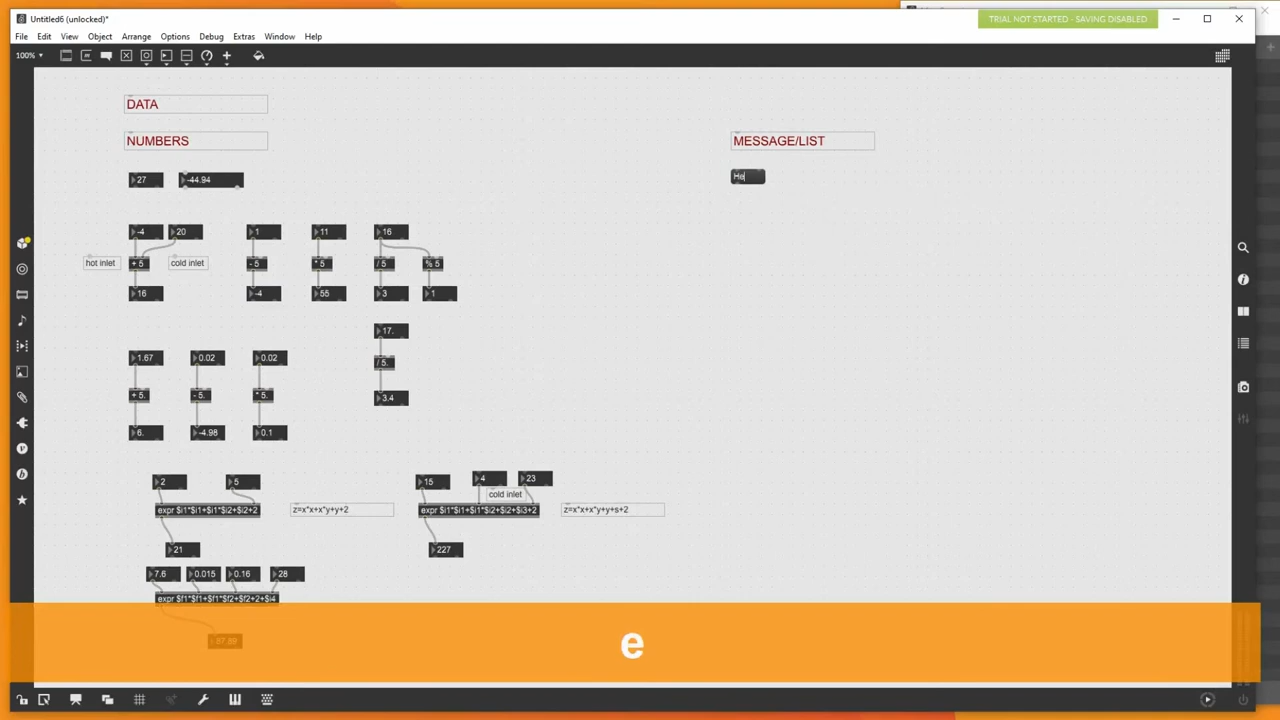 Untitled6 (unlocked)*
TRIAL NOT STARTED - SAVING DISABLED
File Edit View Object Arrange Options Debug Extras Window Help
100%
DATA
NUMBERS
MESSAGE/LIST
27 -44.94
He
-4 20 1 11 16
hot inlet + 5 cold inlet - 5 * 5 / 5 % 5
16 -4 55 3 1
17.
1.67 0.02 0.02
/ 5.
+ 5. - 5. * 5.
3.4
6. -4.98 0.1
2 5 15 4 23
cold inlet
expr $i1*$i1+$i1*$i2+$i2+2 z=x*x+x*y+y+2 expr $i1*$i1+$i1*$i2+$i2+$i3+2 z=x*x+x*y+y+s+2
21 227
7.6 0.015 0.16 28
expr $f1*$f1+$f1*$f2+$f2+2+$i4
e